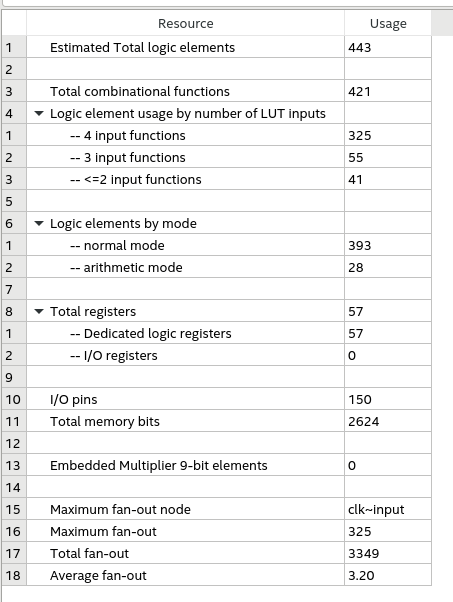 Resource Usage
1 Estimated Total logic elements 443
2
3 Total combinational functions 421
4 Logic element usage by number of LUT inputs
1 -- 4 input functions 325
2 -- 3 input functions 55
3 -- <=2 input functions 41
5
6 Logic elements by mode
1 -- normal mode 393
2 -- arithmetic mode 28
7
8 Total registers 57
1 -- Dedicated logic registers 57
2 -- I/O registers 0
9
10 I/O pins 150
11 Total memory bits 2624
12
13 Embedded Multiplier 9-bit elements 0
14
15 Maximum fan-out node clk~input
16 Maximum fan-out 325
17 Total fan-out 3349
18 Average fan-out 3.20